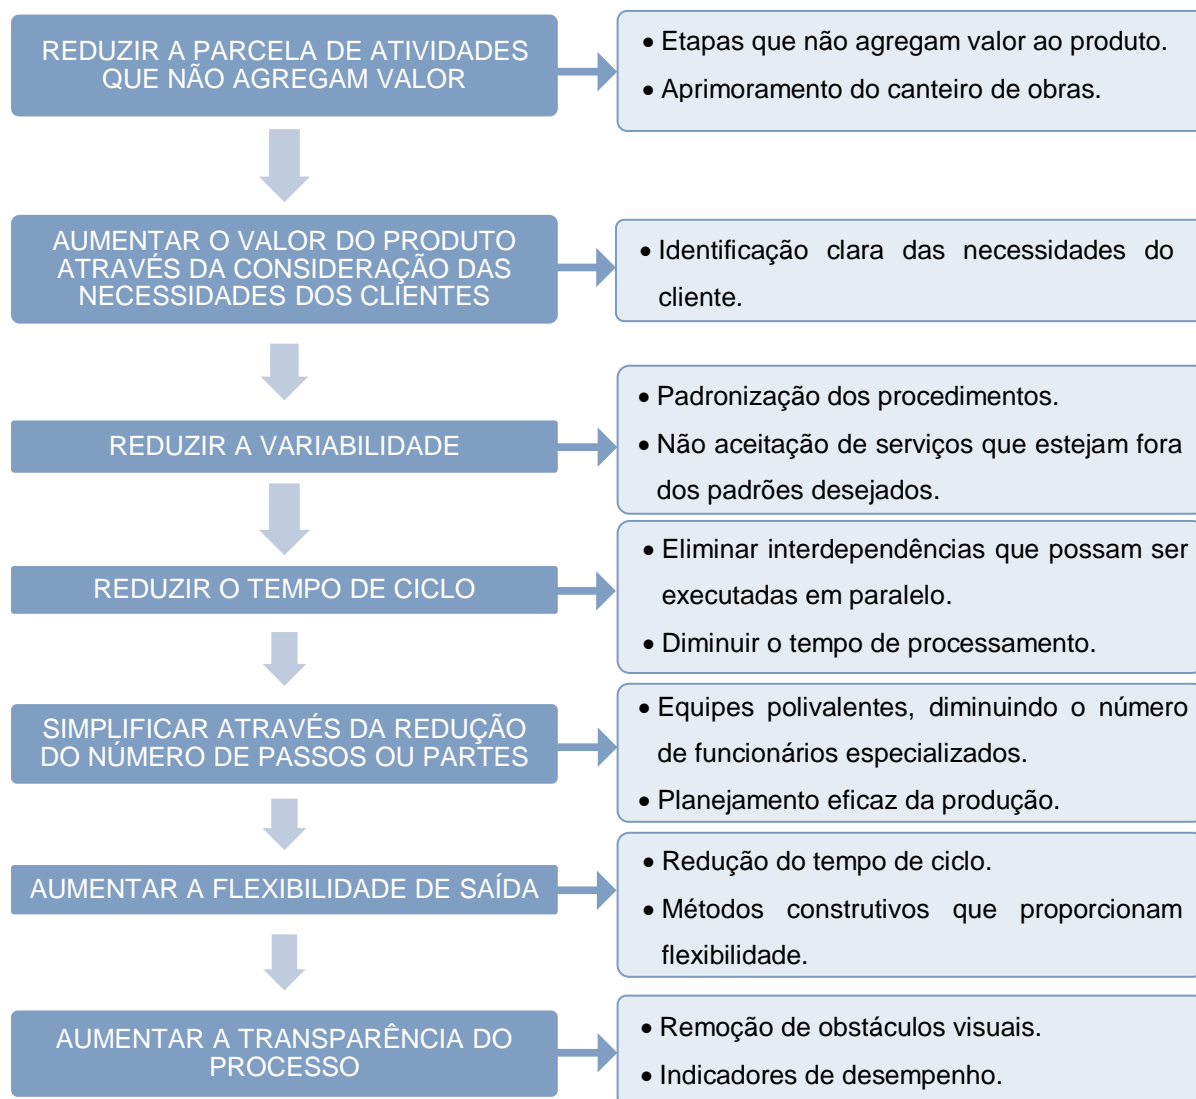 REDUZIR A PARCELA DE ATIVIDADES
QUE NÃO AGREGAM VALOR
• Etapas que não agregam valor ao produto.
• Aprimoramento do canteiro de obras.
AUMENTAR O VALOR DO PRODUTO
ATRAVÉS DA CONSIDERAÇÃO DAS
NECESSIDADES DOS CLIENTES
• Identificação clara das necessidades do
cliente.
REDUZIR A VARIABILIDADE
• Padronização dos procedimentos.
• Não aceitação de serviços que estejam fora
dos padrões desejados.
REDUZIR O TEMPO DE CICLO
• Eliminar interdependências que possam ser
executadas em paralelo.
• Diminuir o tempo de processamento.
SIMPLIFICAR ATRAVÉS DA REDUÇÃO
DO NÚMERO DE PASSOS OU PARTES
• Equipes polivalentes, diminuindo o número
de funcionários especializados.
• Planejamento eficaz da produção.
AUMENTAR A FLEXIBILIDADE DE SAÍDA
• Redução do tempo de ciclo.
• Métodos construtivos que proporcionam
flexibilidade.
AUMENTAR A TRANSPARÊNCIA DO
PROCESSO
• Remoção de obstáculos visuais.
• Indicadores de desempenho.